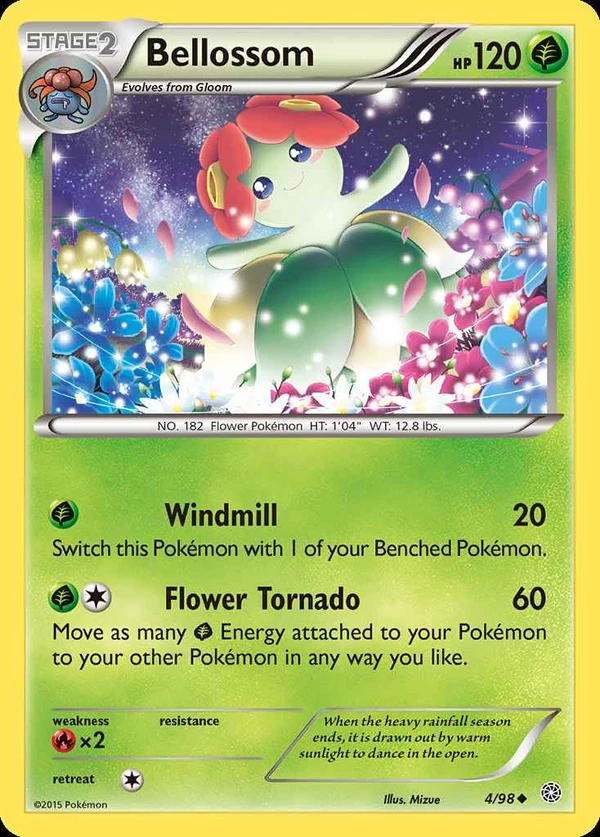 STAGE2
Bellossom
HP120
Evolves from Gloom
NO. 182 Flower Pokémon HT: 1'04" WT: 12.8 lbs.
Windmill 20
Switch this Pokémon with 1 of your Benched Pokémon.
Flower Tornado 60
Move as many Energy attached to your Pokémon
to your other Pokémon in any way you like.
weakness resistance
×2
When the heavy rainfall season
ends, it is drawn out by warm
sunlight to dance in the open.
retreat
©2015 Pokémon
Illus. Mizue 4/98